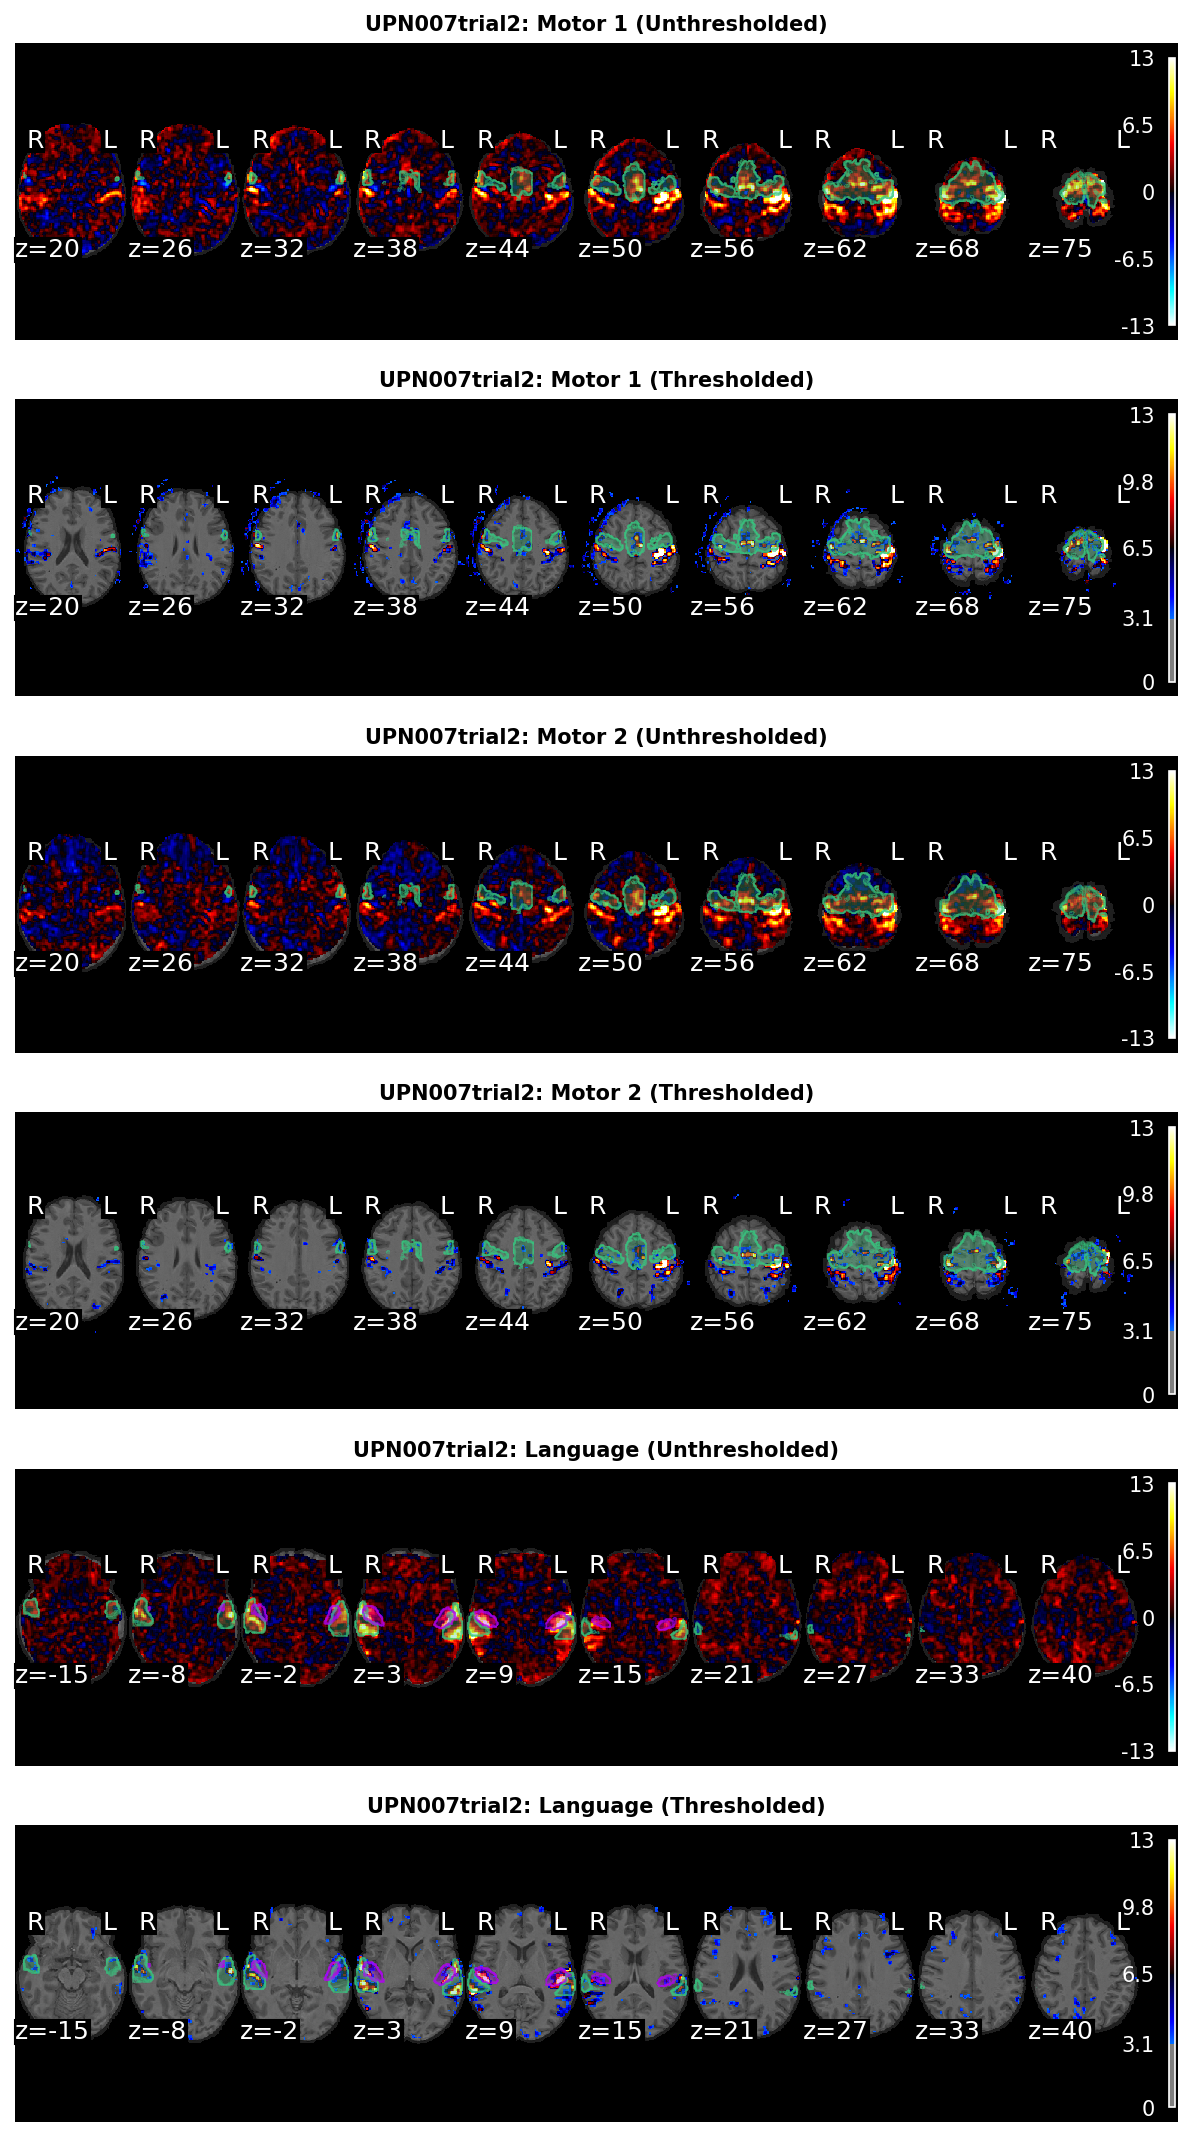 UPN007trial2: Motor 1 (Unthresholded)
R L R L R L R L R L R L R L R L R L R L
z=20 z=26 z=32 z=38 z=44 z=50 z=56 z=62 z=68 z=75
13
6.5
0
-6.5
-13
UPN007trial2: Motor 1 (Thresholded)
R L R L R L R L R L R L R L R L R L R L
z=20 z=26 z=32 z=38 z=44 z=50 z=56 z=62 z=68 z=75
13
9.8
6.5
3.1
0
UPN007trial2: Motor 2 (Unthresholded)
R L R L R L R L R L R L R L R L R L R L
z=20 z=26 z=32 z=38 z=44 z=50 z=56 z=62 z=68 z=75
13
6.5
0
-6.5
-13
UPN007trial2: Motor 2 (Thresholded)
R L R L R L R L R L R L R L R L R L R L
z=20 z=26 z=32 z=38 z=44 z=50 z=56 z=62 z=68 z=75
13
9.8
6.5
3.1
0
UPN007trial2: Language (Unthresholded)
R L R L R L R L R L R L R L R L R L R L
z=-15 z=-8 z=-2 z=3 z=9 z=15 z=21 z=27 z=33 z=40
13
6.5
0
-6.5
-13
UPN007trial2: Language (Thresholded)
R L R L R L R L R L R L R L R L R L R L
z=-15 z=-8 z=-2 z=3 z=9 z=15 z=21 z=27 z=33 z=40
13
9.8
6.5
3.1
0